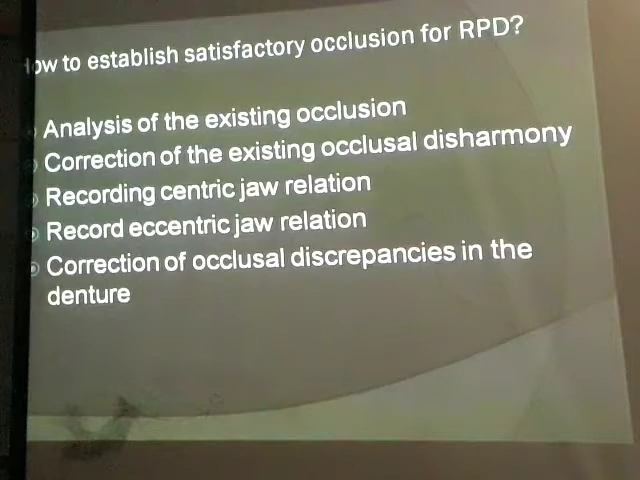 ow to establish satisfactory occlusion for RPD?
Analysis of the existing occlusion
Correction of the existing occlusal disharmony
Recording centric jaw relation
Record eccentric jaw relation
Correction of occlusal discrepancies in the
denture